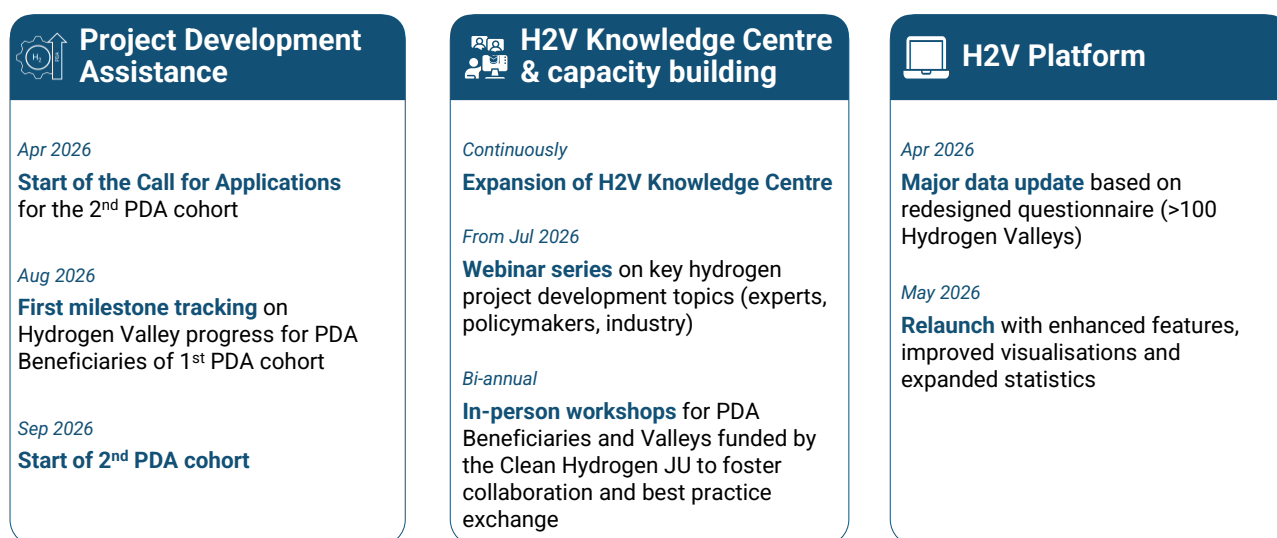 Project Development
Assistance
Apr 2026
Start of the Call for Applications
for the 2nd PDA cohort
Aug 2026
First milestone tracking on
Hydrogen Valley progress for PDA
Beneficiaries of 1st PDA cohort
Sep 2026
Start of 2nd PDA cohort
H2V Knowledge Centre
& capacity building
Continuously
Expansion of H2V Knowledge Centre
From Jul 2026
Webinar series on key hydrogen
project development topics (experts,
policymakers, industry)
Bi-annual
In-person workshops for PDA
Beneficiaries and Valleys funded by
the Clean Hydrogen JU to foster
collaboration and best practice
exchange
H2V Platform
Apr 2026
Major data update based on
redesigned questionnaire (>100
Hydrogen Valleys)
May 2026
Relaunch with enhanced features,
improved visualisations and
expanded statistics